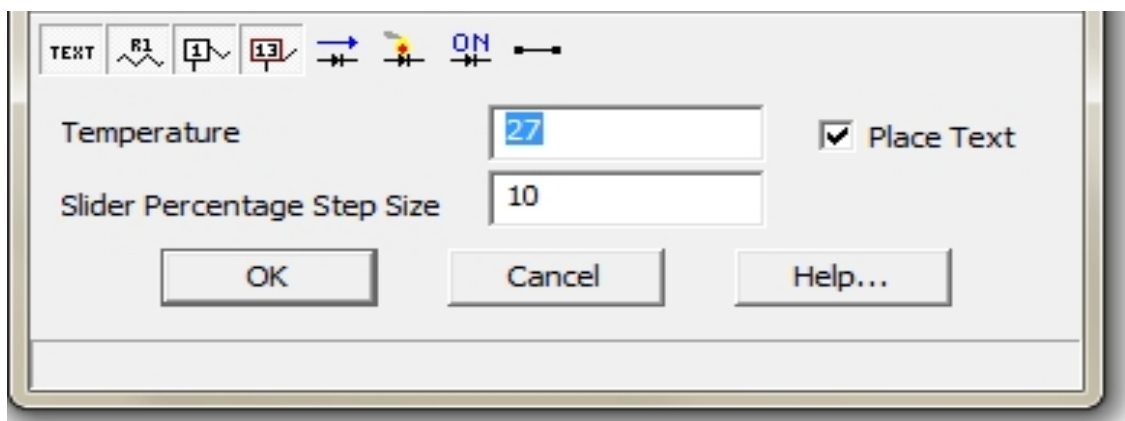 TEXT R1 1 13 ON
Temperature 27 Place Text
Slider Percentage Step Size 10
OK Cancel Help...